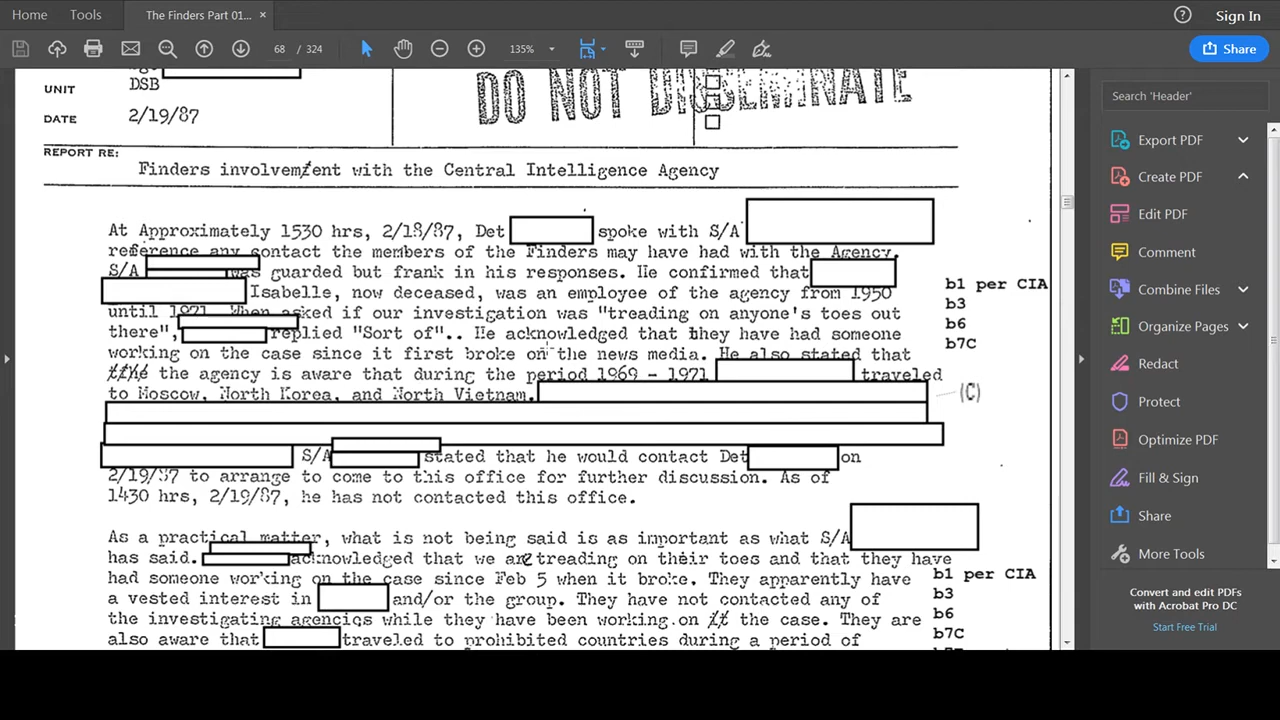 Home Tools The Finders Part 01... × Sign In
68 / 324 135% Share
UNIT DSB
DO NOT DISSEMINATE
DATE 2/19/87
REPORT RE:
Finders involvement with the Central Intelligence Agency
At Approximately 1530 hrs, 2/18/87, Det spoke with S/A
reference any contact the members of the Finders may have had with the Agency.
S/A was guarded but frank in his responses. He confirmed that
Isabelle, now deceased, was an employee of the agency from 1950
until 1971. When asked if our investigation was "treading on anyone's toes out
there", replied "Sort of".. He acknowledged that they have had someone
working on the case since it first broke on the news media. He also stated that
the agency is aware that during the period 1969 - 1971 traveled
to Moscow, North Korea, and North Vietnam. (C)
S/A stated that he would contact Det on
2/19/87 to arrange to come to this office for further discussion. As of
1430 hrs, 2/19/87, he has not contacted this office.
As a practical matter, what is not being said is as important as what S/A
has said. acknowledged that we are treading on their toes and that they have
had someone working on the case since Feb 5 when it broke. They apparently have
a vested interest in and/or the group. They have not contacted any of
the investigating agencies while they have been working on the case. They are
also aware that traveled to prohibited countries during a period of
b1 per CIA
b3
b6
b7C
b1 per CIA
b3
b6
b7C
Search 'Header'
Export PDF
Create PDF
Edit PDF
Comment
Combine Files
Organize Pages
Redact
Protect
Optimize PDF
Fill & Sign
Share
More Tools
Convert and edit PDFs
with Acrobat Pro DC
Start Free Trial